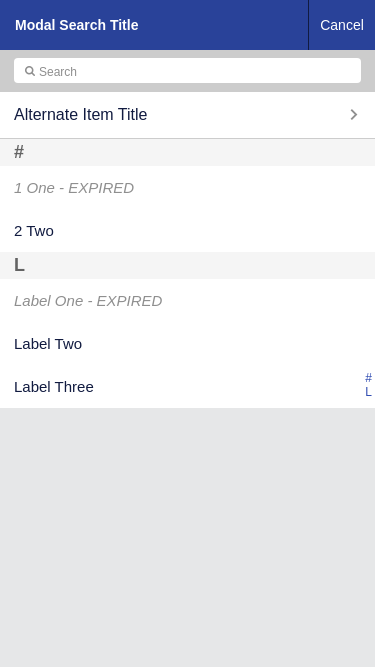 Modal Search Title
Cancel
Search
Alternate Item Title
#
1 One - EXPIRED
2 Two
L
Label One - EXPIRED
Label Two
Label Three
#
L